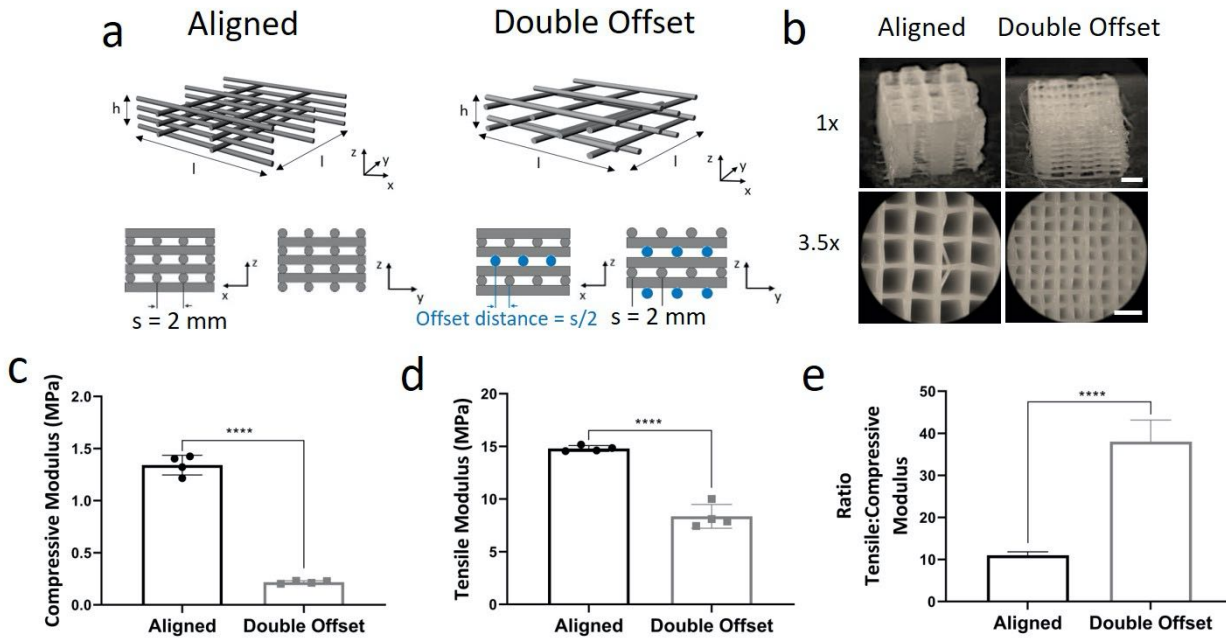 a
Aligned
Double Offset
h
l
l
z
y
x
h
l
l
z
y
x
z
x
z
y
z
x
z
y
s = 2 mm
Offset distance = s/2
s = 2 mm
b
Aligned
Double Offset
1x
3.5x
c
Compressive Modulus (MPa)
2.0
1.5
1.0
0.5
0.0
****
Aligned
Double Offset
d
Tensile Modulus (MPa)
20
15
10
5
0
****
Aligned
Double Offset
e
Ratio
Tensile:Compressive
Modulus
50
40
30
20
10
0
****
Aligned
Double Offset